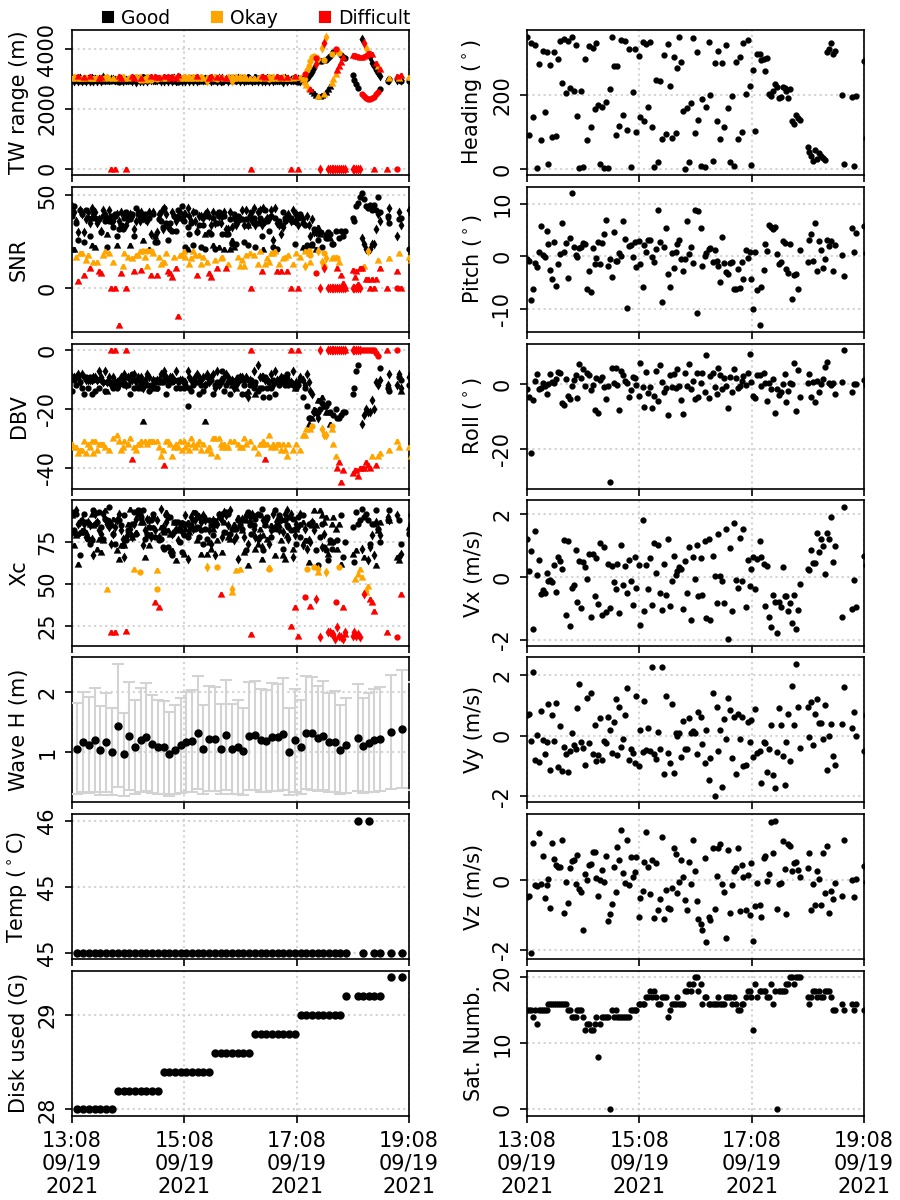 Good Okay Difficult
TW range (m)
4000
2000
0
Heading ( ° )
200
0
SNR
50
0
Pitch ( ° )
10
0
-10
DBV
0
-20
-40
Roll ( ° )
0
-20
Xc
75
50
25
Vx (m/s)
2
0
-2
Wave H (m)
2
1
Vy (m/s)
2
0
-2
Temp ( ° C)
46
45
45
Vz (m/s)
0
-2
Disk used (G)
29
28
Sat. Numb.
20
10
0
13:08 15:08 17:08 19:08 13:08 15:08 17:08 19:08
09/19 09/19 09/19 09/19 09/19 09/19 09/19 09/19
2021 2021 2021 2021 2021 2021 2021 2021